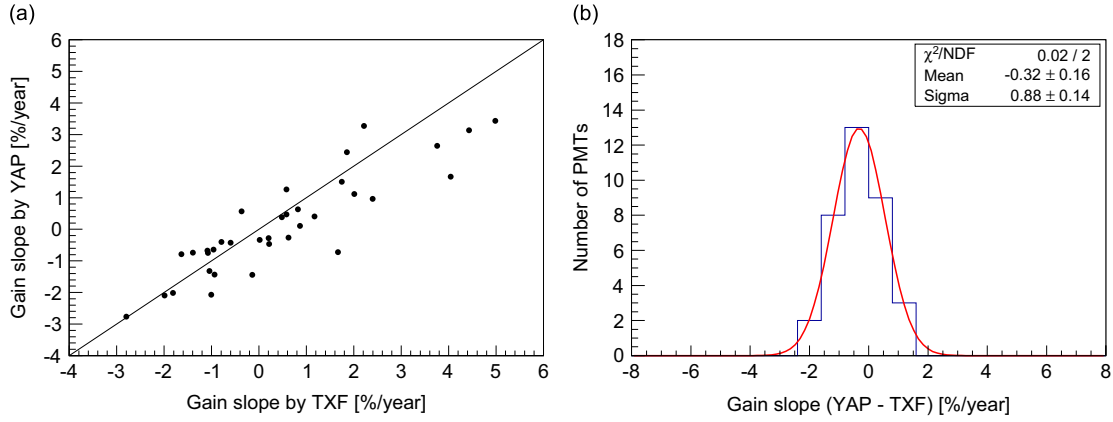 (a)
Gain slope by YAP [%/year]
6
5
4
3
2
1
0
-1
-2
-3
-4
-4 -3 -2 -1 0 1 2 3 4 5 6
Gain slope by TXF [%/year]
(b)
Number of PMTs
18
16
14
12
10
8
6
4
2
0
χ²/NDF 0.02 / 2
Mean -0.32 ± 0.16
Sigma 0.88 ± 0.14
-8 -6 -4 -2 0 2 4 6 8
Gain slope (YAP - TXF) [%/year]